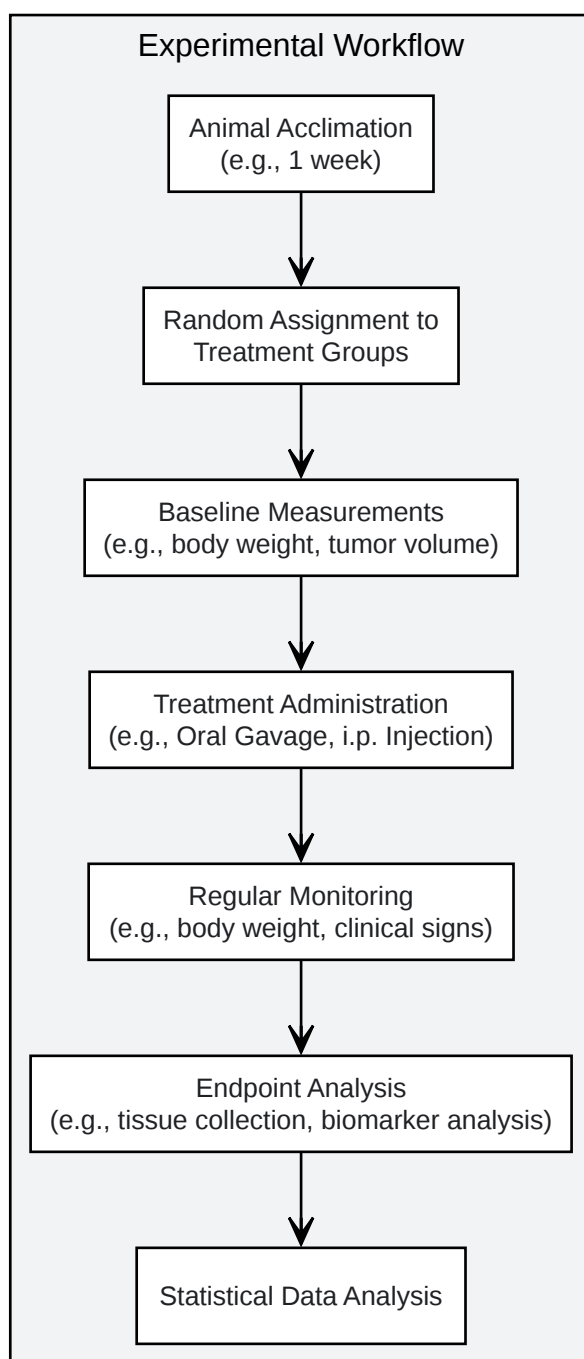 Experimental Workflow
Animal Acclimation
(e.g., 1 week)
Random Assignment to
Treatment Groups
Baseline Measurements
(e.g., body weight, tumor volume)
Treatment Administration
(e.g., Oral Gavage, i.p. Injection)
Regular Monitoring
(e.g., body weight, clinical signs)
Endpoint Analysis
(e.g., tissue collection, biomarker analysis)
Statistical Data Analysis